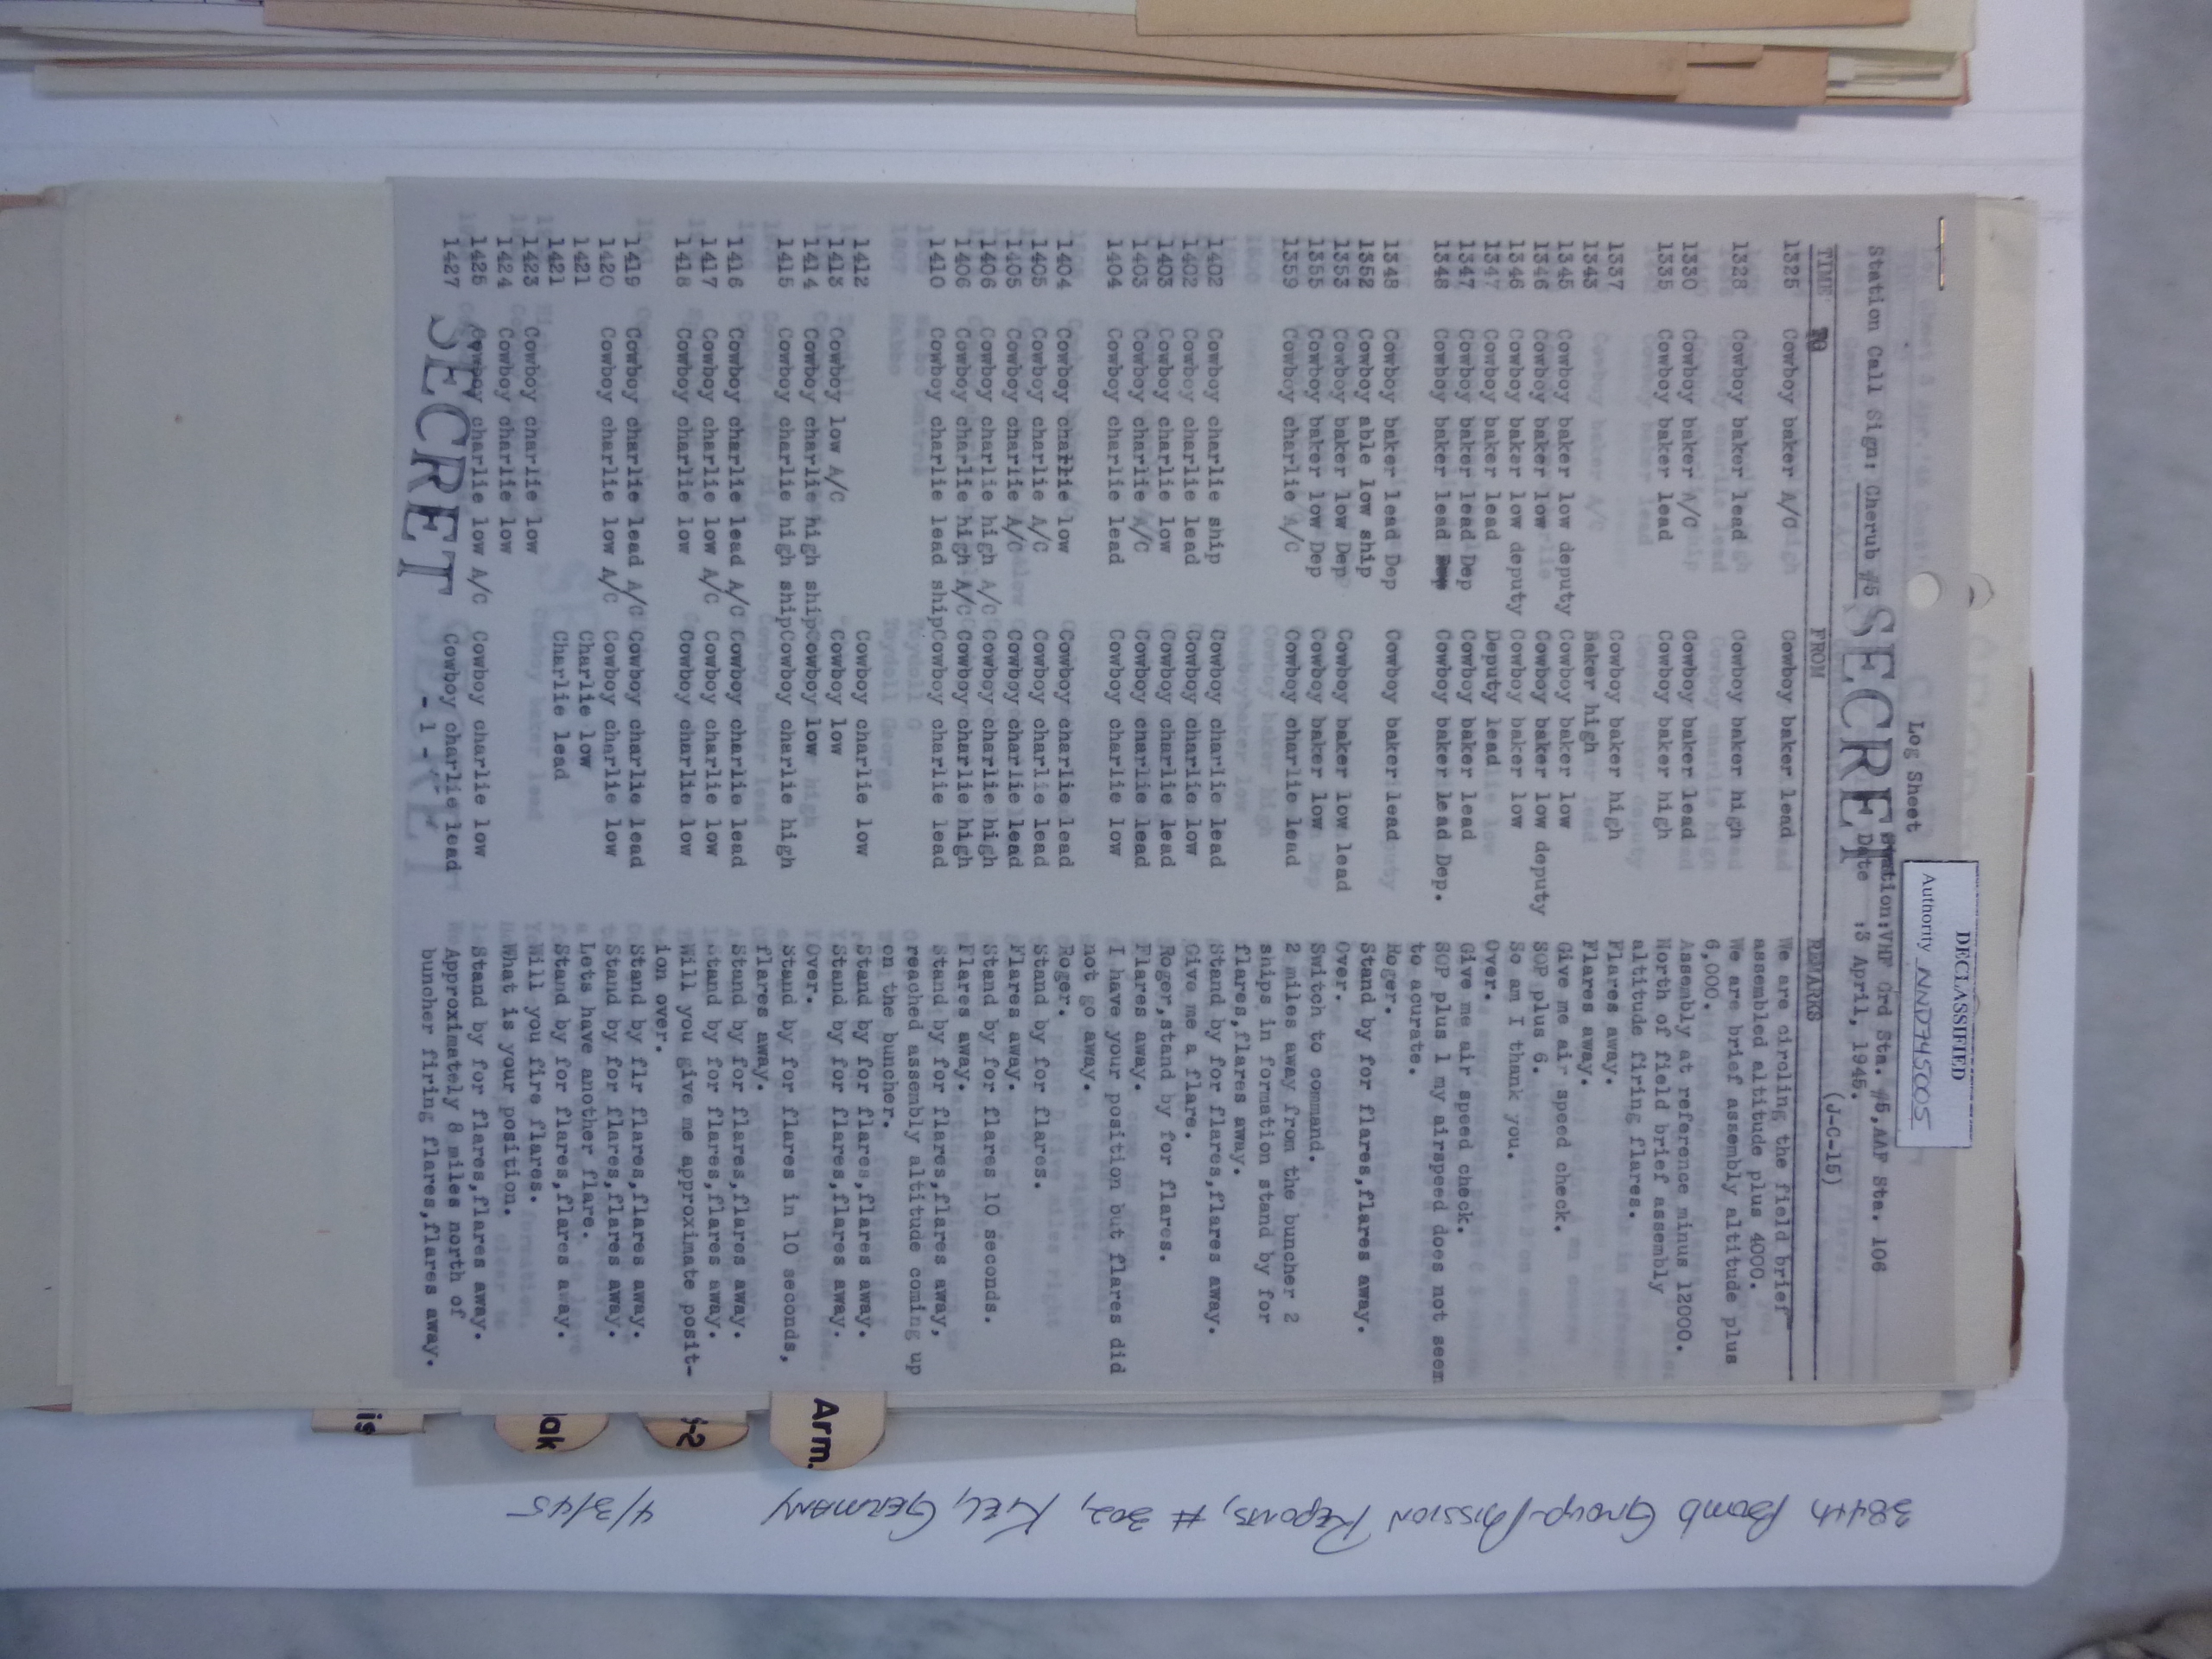 DECLASSIFIED
Authority NND745005
Log Sheet
(J-C-15)
SECRET
Station:VHF Grd Sta. #5,AAF Sta. 106
Station Call Sign: Cherub #5 Date :3 April, 1945.
TIME TO FROM REMARKS
1325 Cowboy baker A/C Cowboy baker lead We are circling the field brief
assembled altitude plus 4000.
1328 Cowboy baker lead Cowboy baker high We are brief assembly altitude plus
6,000.
1330 Cowboy baker A/C Cowboy baker lead Assembly at reference minus 12000.
1335 Cowboy baker lead Cowboy baker high North of field brief assembly
altitude firing flares.
1337 Cowboy baker high Flares away.
1343 Baker high Flares away.
1345 Cowboy baker low deputy Cowboy baker low Give me air speed check.
1346 Cowboy baker low Cowboy baker low deputy SOP plus 6.
1346 Cowboy baker low deputy Cowboy baker low So am I thank you.
1347 Cowboy baker lead Deputy lead Over.
1347 Cowboy baker lead Dep Cowboy baker lead Give me air speed check.
1348 Cowboy baker lead Cowboy baker lead Dep. SOP plus 1 my airspeed does not seem
to acurate.
1348 Cowboy baker lead Dep Cowboy baker lead Roger.
1352 Cowboy able low ship Stand by for flares,flares away.
1353 Cowboy baker low Dep Cowboy baker low lead Over.
1355 Cowboy baker low Dep Cowboy baker low Switch to command.
1359 Cowboy charlie A/C Cowboy charlie lead 2 miles away from the buncher 2
ships in formation stand by for
flares,flares away.
1402 Cowboy charlie ship Cowboy charlie lead Stand by for flares,flares away.
1402 Cowboy charlie lead Cowboy charlie low Give me a flare.
1403 Cowboy charlie low Cowboy charlie lead Roger,stand by for flares.
1403 Cowboy charlie A/C Cowboy charlie lead Flares away.
1404 Cowboy charlie lead Cowboy charlie low I have your position but flares did
not go away.
1404 Cowboy charlie low Cowboy charlie lead Roger.
1405 Cowboy charlie A/C Cowboy charlie lead Stand by for flares.
1405 Cowboy charlie A/C Cowboy charlie lead Flares away.
1406 Cowboy charlie high A/C Cowboy charlie high Stand by for flares 10 seconds.
1406 Cowboy charlie high A/C Cowboy charlie high Flares away.
1410 Cowboy charlie lead ship Cowboy charlie lead Stand by for flares,flares away,
reached assembly altitude coming up
on the buncher.
1412 Cowboy charlie low Stand by for flares,flares away.
1413 Cowboy low A/C Cowboy low Stand by for flares,flares away.
1414 Cowboy charlie high ship Cowboy low Over.
1415 Cowboy charlie high ship Cowboy charlie high Stand by for flares in 10 seconds,
flares away.
1416 Cowboy charlie lead A/C Cowboy charlie lead Stand by for flares,flares away.
1417 Cowboy charlie low A/C Cowboy charlie low Stand by for flares,flares away.
1418 Cowboy charlie low Cowboy charlie low Will you give me approximate posit-
ion over.
1419 Cowboy charlie lead A/C Cowboy charlie lead Stand by for flr flares,flares away.
1420 Cowboy charlie low A/C Cowboy charlie low Stand by for flares,flares away.
1421 Charlie low Lets have another flare.
1421 Charlie lead Stand by for flares,flares away.
1423 Cowboy charlie low Will you fire flares.
1424 Cowboy charlie low What is your position.
1425 Cowboy charlie low A/C Cowboy charlie low Stand by for flares,flares away.
1427 Cowboy charlie lead Approximately 8 miles north of
buncher firing flares,flares away.
SECRET
- 1 -
Arm.
G-2
lak
is
384th Bomb Group-Mission Reports, # 302, Kiel, Germany 4/3/45